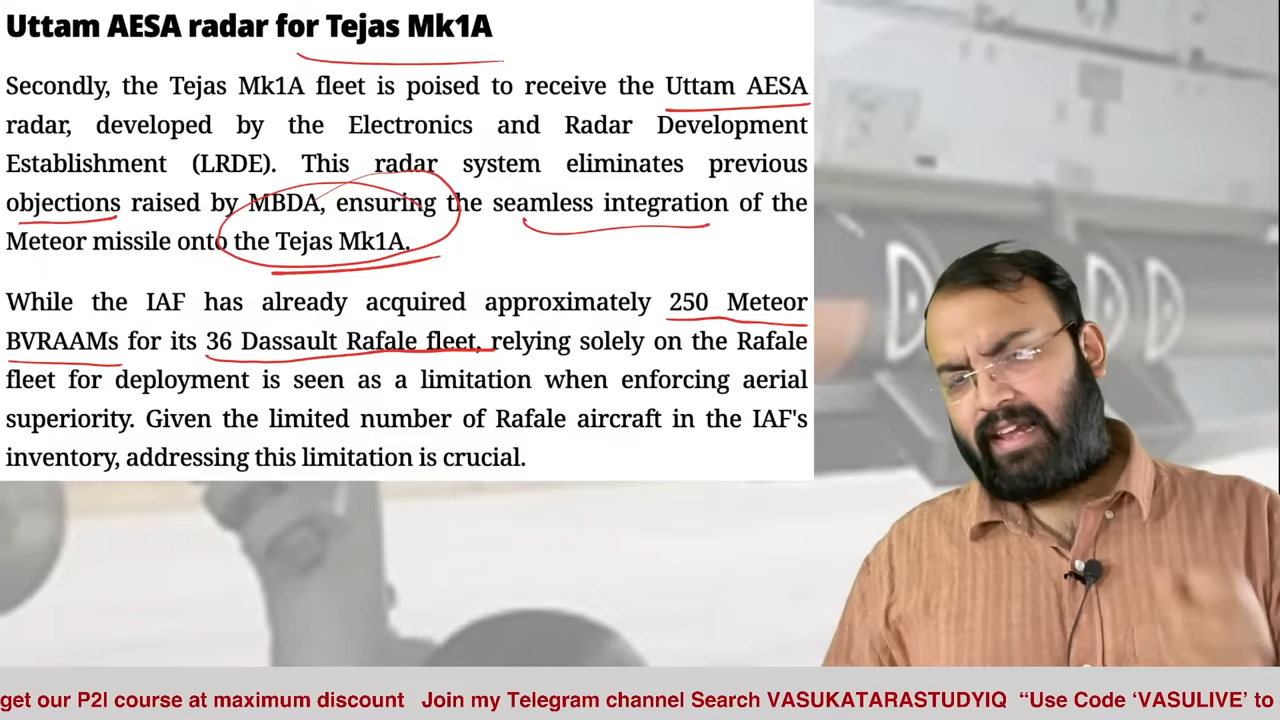 Uttam AESA radar for Tejas Mk1A
Secondly, the Tejas Mk1A fleet is poised to receive the Uttam AESA
radar, developed by the Electronics and Radar Development
Establishment (LRDE). This radar system eliminates previous
objections raised by MBDA, ensuring the seamless integration of the
Meteor missile onto the Tejas Mk1A.
While the IAF has already acquired approximately 250 Meteor
BVRAAMs for its 36 Dassault Rafale fleet, relying solely on the Rafale
fleet for deployment is seen as a limitation when enforcing aerial
superiority. Given the limited number of Rafale aircraft in the IAF's
inventory, addressing this limitation is crucial.
get our P2I course at maximum discount Join my Telegram channel Search VASUKATARASTUDYIQ “Use Code ‘VASULIVE’ to